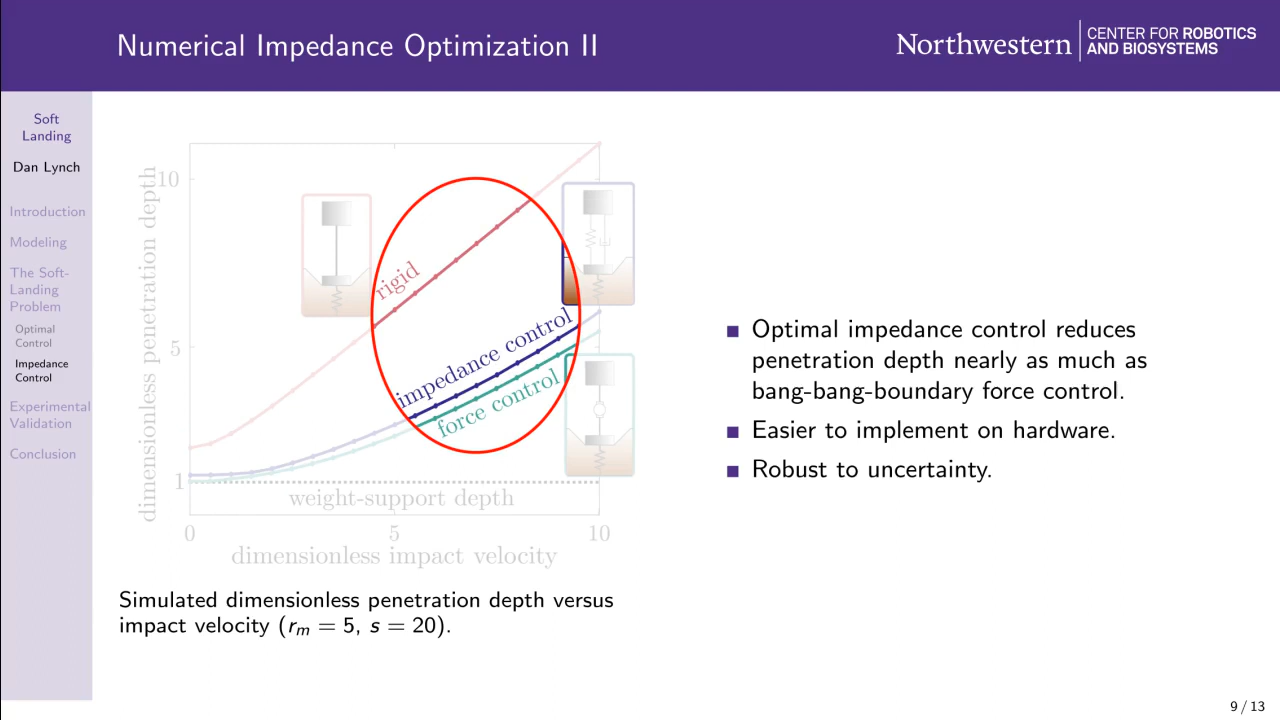 Numerical Impedance Optimization II
Northwestern
CENTER FOR ROBOTICS
AND BIOSYSTEMS
Soft
Landing
Dan Lynch
Introduction
Modeling
The Soft-
Landing
Problem
Optimal
Control
Impedance
Control
Experimental
Validation
Conclusion
dimensionless penetration depth
10
5
1
rigid
impedance control
force control
weight-support depth
0
5
10
dimensionless impact velocity
Simulated dimensionless penetration depth versus
impact velocity (rₘ = 5, s = 20).
Optimal impedance control reduces
penetration depth nearly as much as
bang-bang-boundary force control.
Easier to implement on hardware.
Robust to uncertainty.
9 / 13